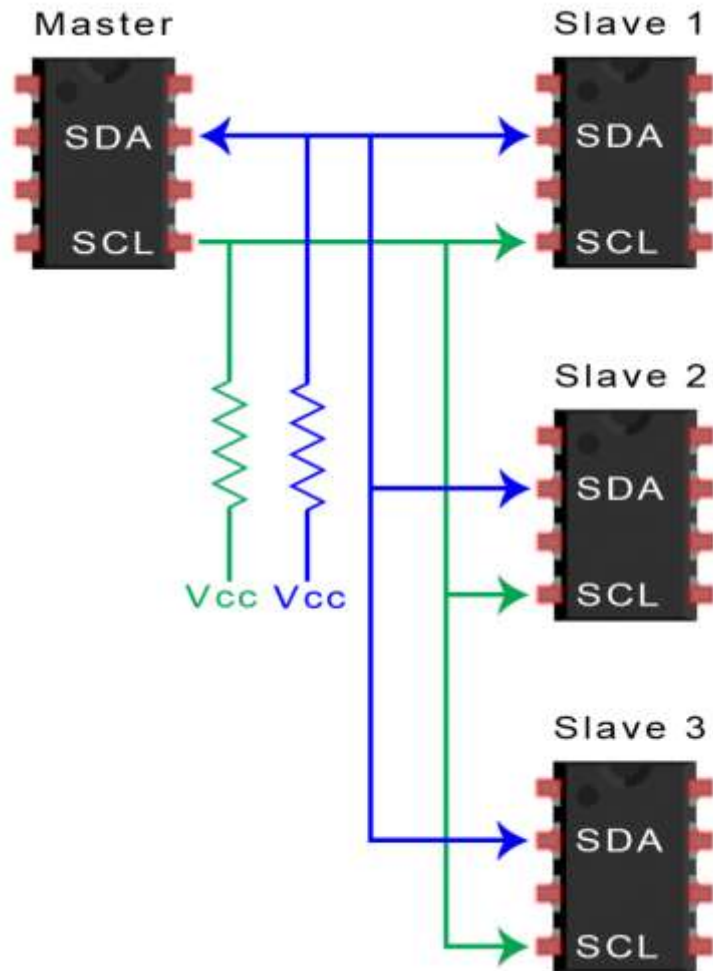 Master
Slave 1
SDA
SDA
SCL
SCL
Slave 2
SDA
Vcc Vcc
SCL
Slave 3
SDA
SCL